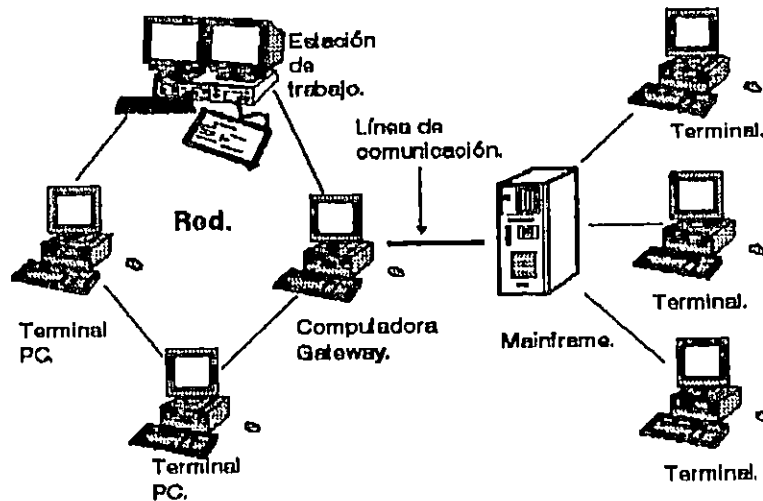 Estación
de
trabajo.
Línea de
comunicación.
Terminal.
Red.
Terminal
PC.
Computadora
Gateway.
Mainframe.
Terminal.
Terminal
PC.
Terminal.